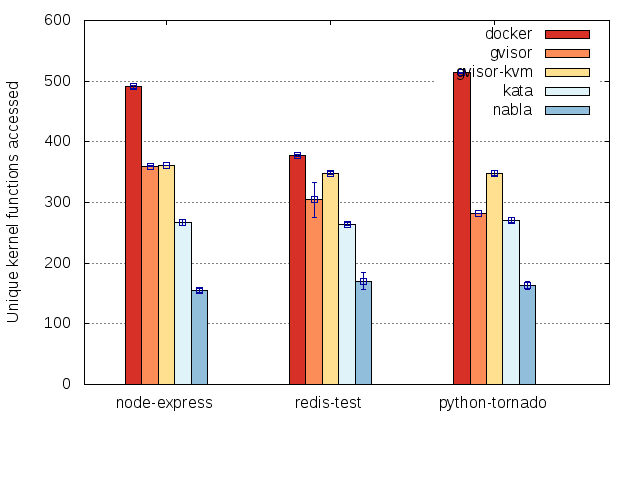 Unique kernel functions accessed
600
500
400
300
200
100
0
docker
gvisor
gvisor-kvm
kata
nabla
node-express
redis-test
python-tornado